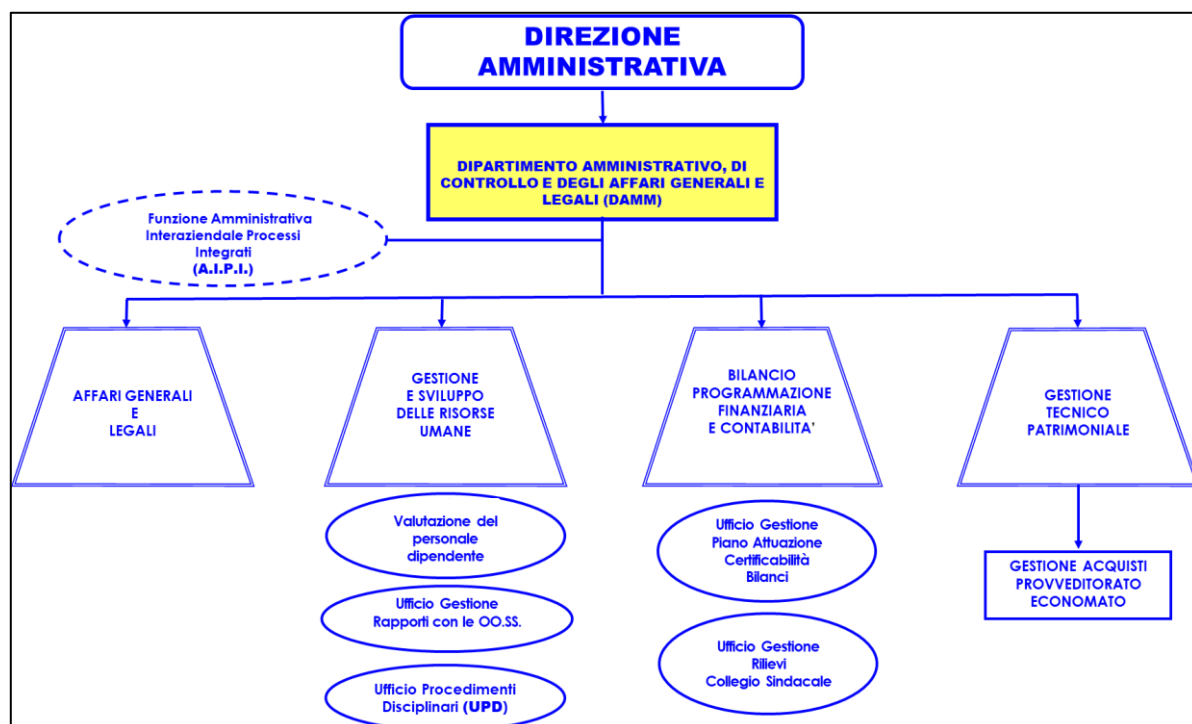 DIREZIONE
AMMINISTRATIVA
DIPARTIMENTO AMMINISTRATIVO, DI
CONTROLLO E DEGLI AFFARI GENERALI E
LEGALI (DAMM)
Funzione Amministrativa
Interaziendale Processi
Integrati
(A.I.P.I.)
AFFARI GENERALI
E
LEGALI
GESTIONE
E SVILUPPO
DELLE RISORSE
UMANE
BILANCIO
PROGRAMMAZIONE
FINANZIARIA
E CONTABILITA'
GESTIONE
TECNICO
PATRIMONIALE
Valutazione del
personale
dipendente
Ufficio Gestione
Rapporti con le OO.SS.
Ufficio Procedimenti
Disciplinari (UPD)
Ufficio Gestione
Piano Attuazione
Certificabilità
Bilanci
Ufficio Gestione
Rilievi
Collegio Sindacale
GESTIONE ACQUISTI
PROVVEDITORATO
ECONOMATO